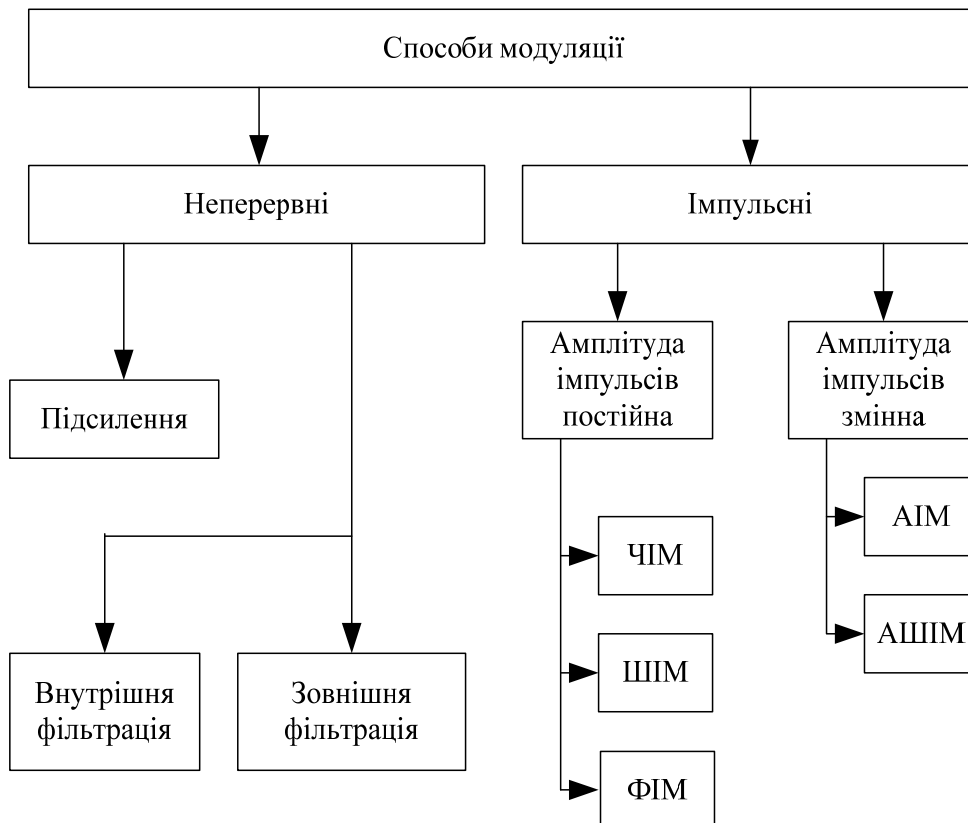 Способи модуляції
Неперервні
Імпульсні
Підсилення
Внутрішня
фільтрація
Зовнішня
фільтрація
Амплітуда
імпульсів
постійна
ЧІМ
ШІМ
ФІМ
Амплітуда
імпульсів
змінна
АІМ
АШІМ